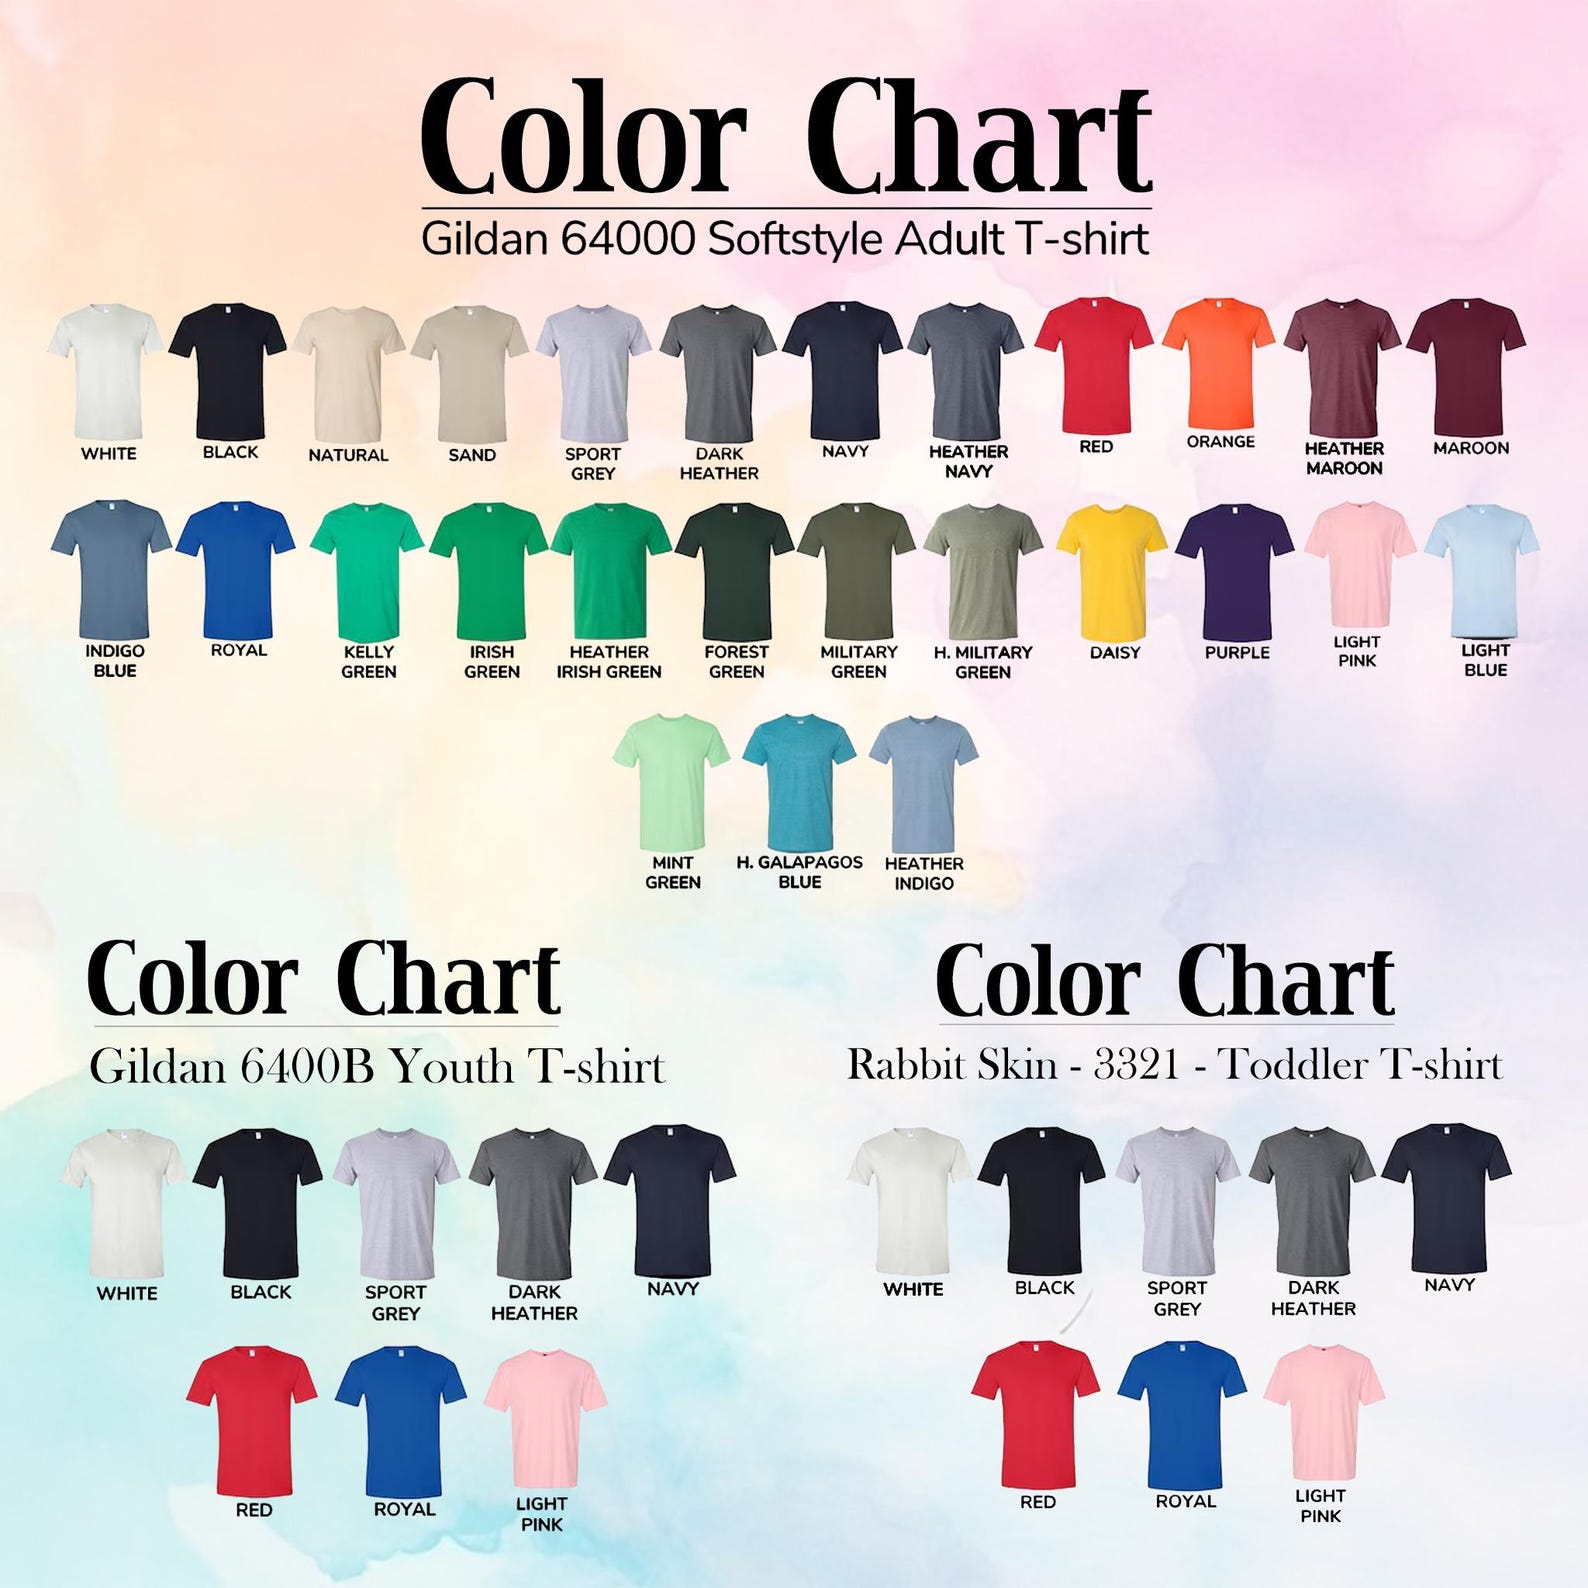 Color Chart
Gildan 64000 Softstyle Adult T-shirt
WHITE
BLACK
NATURAL
SAND
SPORT
GREY
DARK
HEATHER
NAVY
HEATHER
NAVY
RED
ORANGE
HEATHER
MAROON
MAROON
INDIGO
BLUE
ROYAL
KELLY
GREEN
IRISH
GREEN
HEATHER
IRISH GREEN
FOREST
GREEN
MILITARY
GREEN
H. MILITARY
GREEN
DAISY
PURPLE
LIGHT
PINK
LIGHT
BLUE
MINT
GREEN
H. GALAPAGOS
BLUE
HEATHER
INDIGO
Color Chart
Gildan 6400B Youth T-shirt
WHITE
BLACK
SPORT
GREY
DARK
HEATHER
NAVY
RED
ROYAL
LIGHT
PINK
Color Chart
Rabbit Skin - 3321 - Toddler T-shirt
WHITE
BLACK
SPORT
GREY
DARK
HEATHER
NAVY
RED
ROYAL
LIGHT
PINK